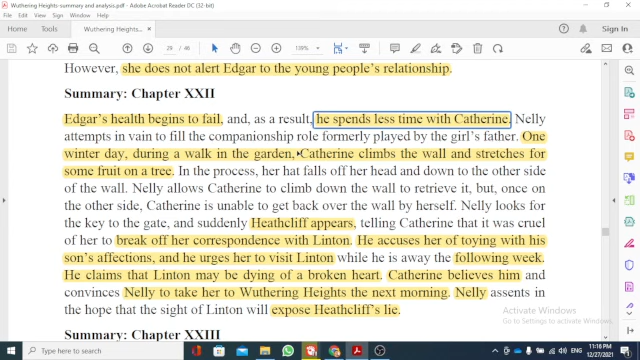 Wuthering Heights-summary and analysis.pdf - Adobe Acrobat Reader DC (32-bit)
File Edit View Sign Window Help
Home Tools Wuthering Heights-... × Sign In
29 / 46 139%
However, she does not alert Edgar to the young people's relationship.
Summary: Chapter XXII
Edgar's health begins to fail, and, as a result, he spends less time with Catherine. Nelly
attempts in vain to fill the companionship role formerly played by the girl's father. One
winter day, during a walk in the garden, Catherine climbs the wall and stretches for
some fruit on a tree. In the process, her hat falls off her head and down to the other side
of the wall. Nelly allows Catherine to climb down the wall to retrieve it, but, once on
the other side, Catherine is unable to get back over the wall by herself. Nelly looks for
the key to the gate, and suddenly Heathcliff appears, telling Catherine that it was cruel
of her to break off her correspondence with Linton. He accuses her of toying with his
son's affections, and he urges her to visit Linton while he is away the following week.
He claims that Linton may be dying of a broken heart. Catherine believes him and
convinces Nelly to take her to Wuthering Heights the next morning. Nelly assents in
the hope that the sight of Linton will expose Heathcliff's lie.
Activate Windows
Go to Settings to activate Windows.
Summary: Chapter XXIII
Type here to search
ENG
11:16 PM
12/27/2021